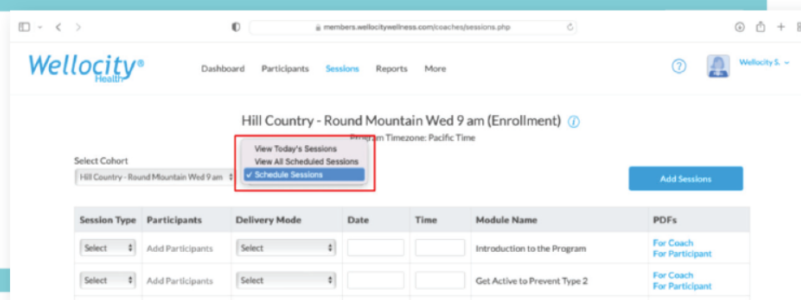 members.wellocitywellness.com/coaches/sessions.php
Wellocity®
Health
Dashboard Participants Sessions Reports More
?
Wellocity S.
Hill Country - Round Mountain Wed 9 am (Enrollment) i
Program Timezone: Pacific Time
View Today's Sessions
View All Scheduled Sessions
✓ Schedule Sessions
Select Cohort
Hill Country - Round Mountain Wed 9 am
Add Sessions
Session Type Participants Delivery Mode Date Time Module Name PDFs
Select Add Participants Select Introduction to the Program For Coach
For Participant
Select Add Participants Select Get Active to Prevent Type 2 For Coach
For Participant